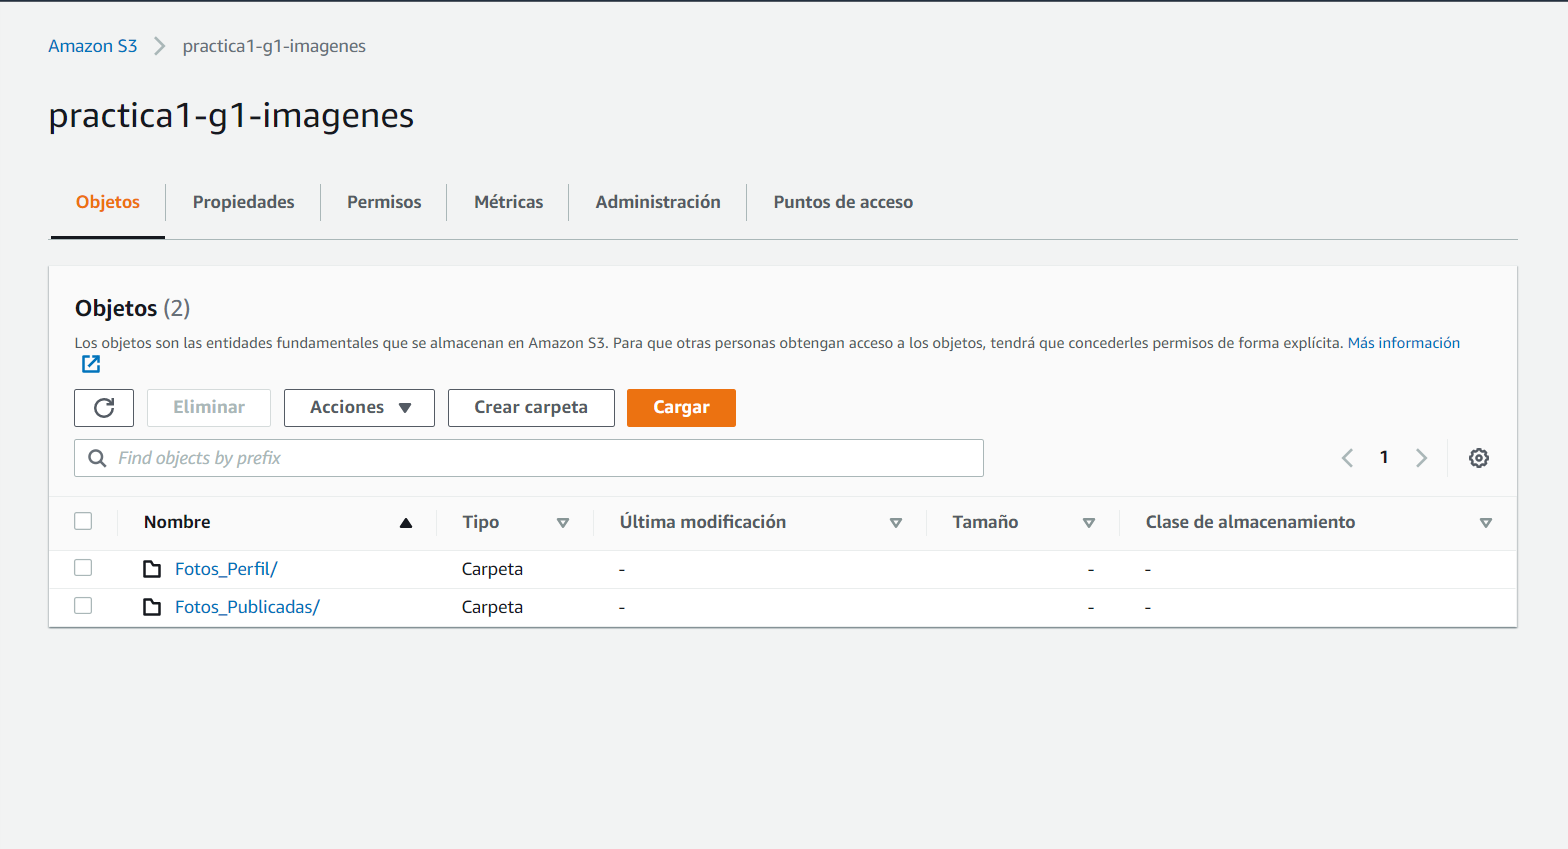 Amazon S3 practica1-g1-imagenes
practica1-g1-imagenes
Objetos Propiedades Permisos Métricas Administración Puntos de acceso
Objetos (2)
Los objetos son las entidades fundamentales que se almacenan en Amazon S3. Para que otras personas obtengan acceso a los objetos, tendrá que concederles permisos de forma explícita. Más información
Eliminar Acciones Crear carpeta Cargar
Find objects by prefix 1
Nombre Tipo Última modificación Tamaño Clase de almacenamiento
Fotos_Perfil/ Carpeta - - -
Fotos_Publicadas/ Carpeta - - -